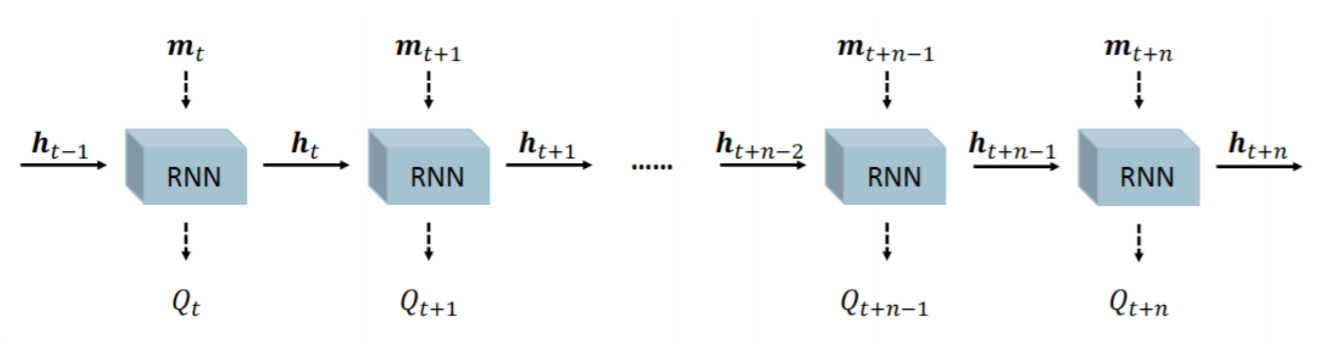 m_t m_{t+1} m_{t+n-1} m_{t+n}
h_{t-1} h_t h_{t+1} ...... h_{t+n-2} h_{t+n-1} h_{t+n}
RNN RNN RNN RNN
Q_t Q_{t+1} Q_{t+n-1} Q_{t+n}